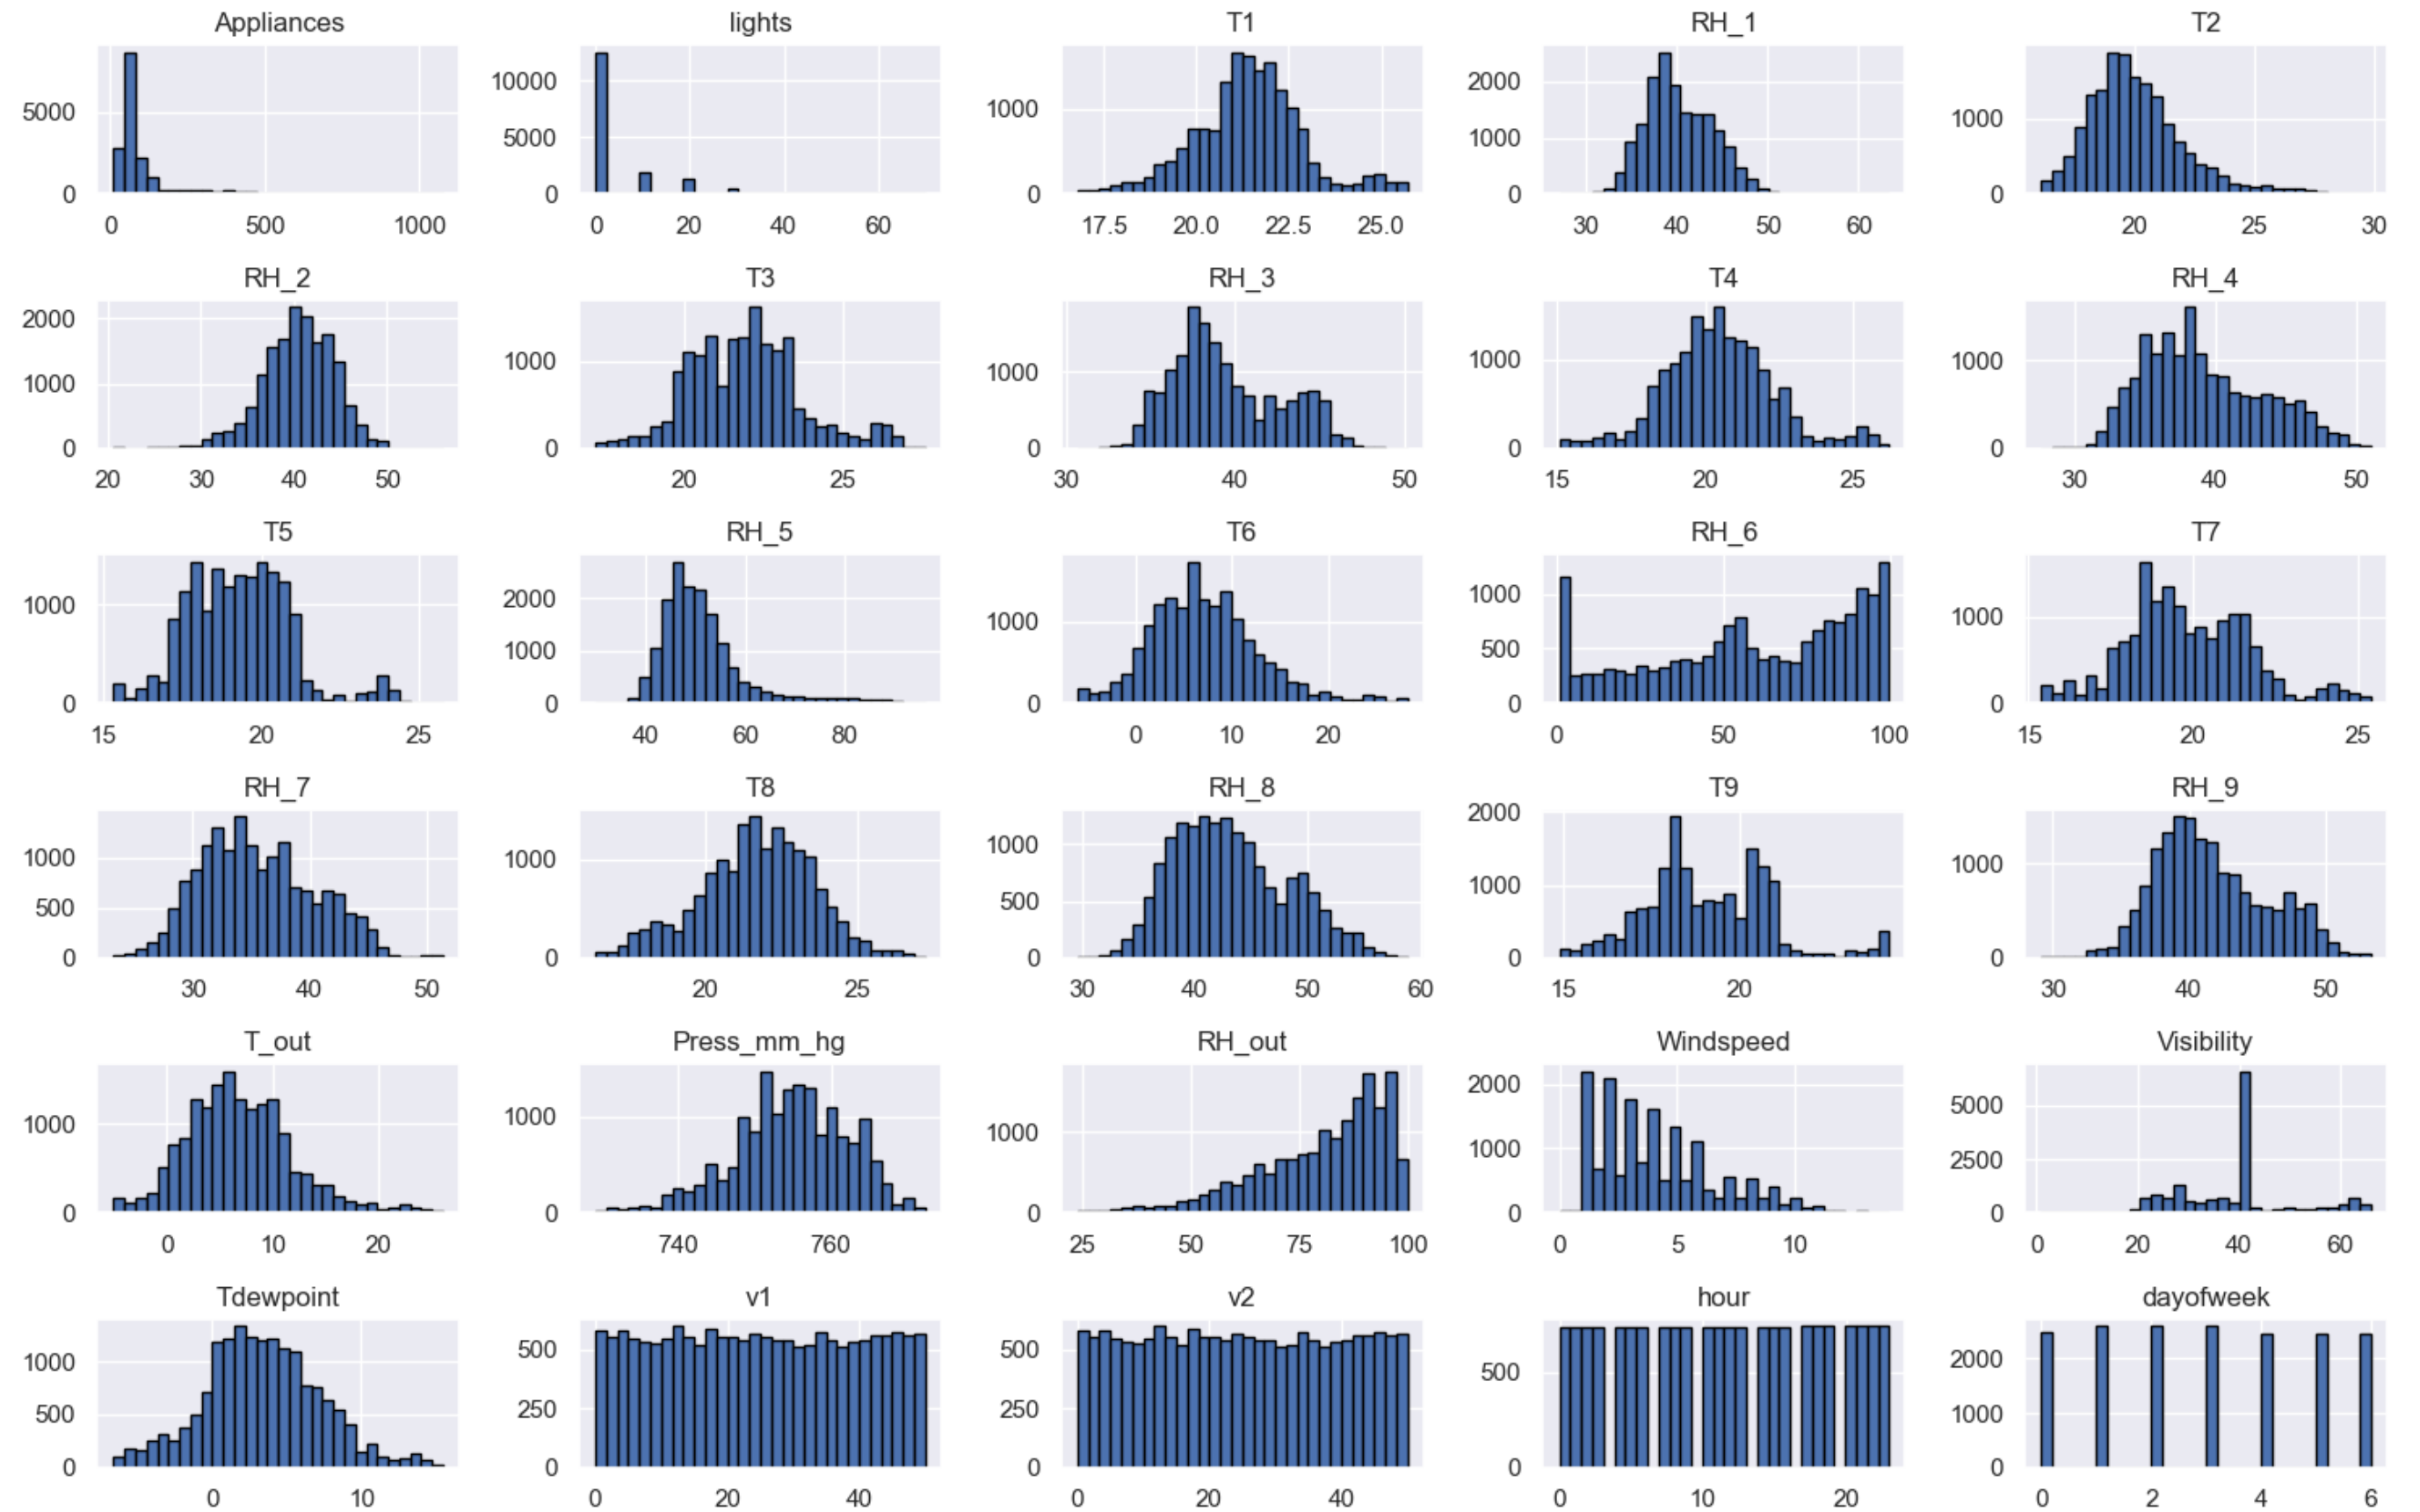 Appliances lights T1 RH_1 T2
5000 10000 5000 1000 2000 1000 1000
0 0 0 0 0
0 500 1000 0 20 40 60 17.5 20.0 22.5 25.0 30 40 50 60 20 25 30
RH_2 T3 RH_3 T4 RH_4
2000 1000 1000 1000 1000 1000
0 0 0 0 0
20 30 40 50 20 25 30 40 50 15 20 25 30 40 50
T5 RH_5 T6 RH_6 T7
1000 2000 1000 1000 1000 500 1000
0 0 0 0 0
15 20 25 40 60 80 0 10 20 0 50 100 15 20 25
RH_7 T8 RH_8 T9 RH_9
1000 500 1000 1000 500 2000 1000 1000
0 0 0 0 0
30 40 50 20 25 30 40 50 60 15 20 30 40 50
T_out Press_mm_hg RH_out Windspeed Visibility
1000 1000 1000 2000 1000 5000 2500
0 0 0 0 0
0 10 20 740 760 25 50 75 100 0 5 10 0 20 40 60
Tdewpoint v1 v2 hour dayofweek
1000 500 500 250 500 250 500 2000 1000
0 0 0 0 0
0 10 0 20 40 0 20 40 0 10 20 0 2 4 6